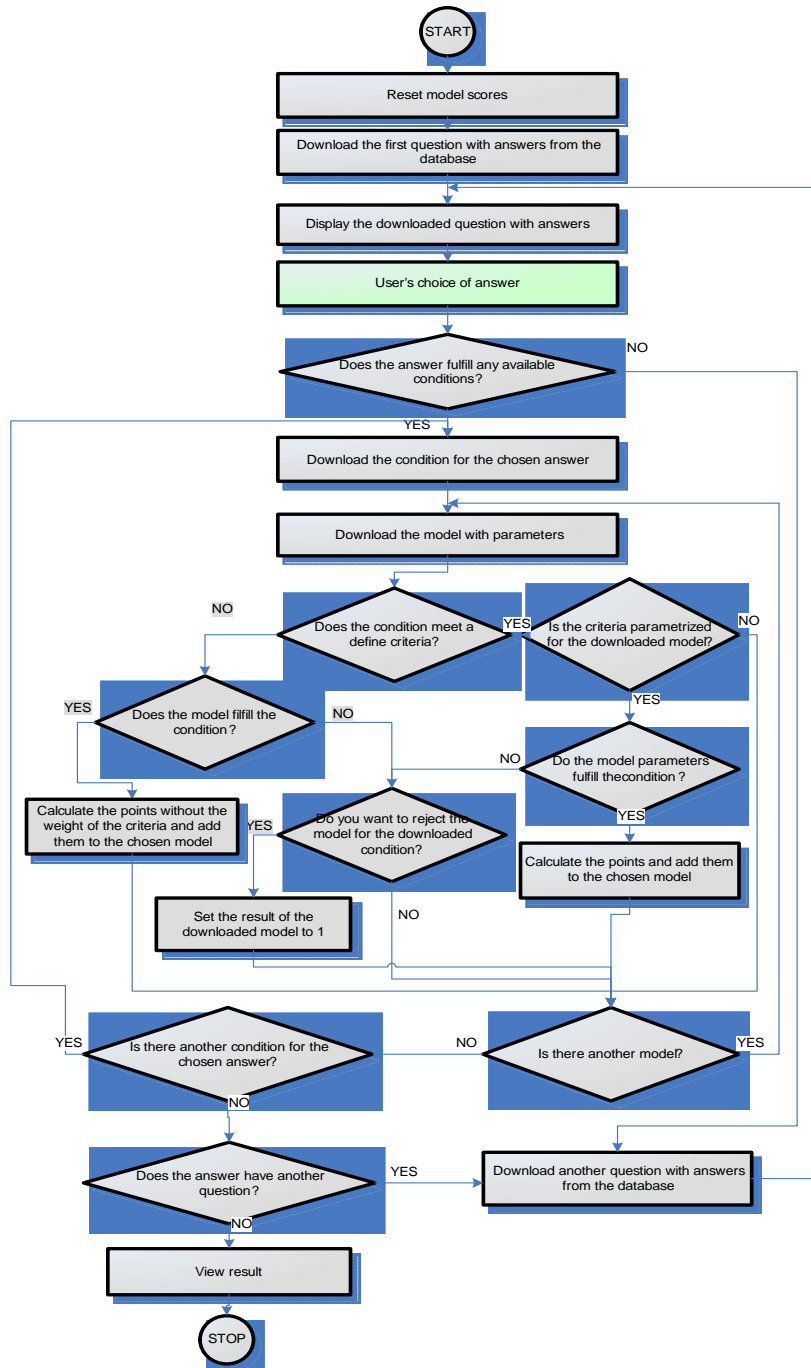 START
Reset model scores
Download the first question with answers from the
database
Display the downloaded question with answers
User's choice of answer
NO
Does the answer fulfill any available
conditions?
YES
Download the condition for the chosen answer
Download the model with parameters
NO
Does the condition meet a
define criteria?
YES
Is the criteria parametrized
for the downloaded model?
NO
YES
YES
Does the model filfill the
condition?
NO
NO
Do the model parameters
fulfill thecondition?
YES
Calculate the points without the
weight of the criteria and add
them to the chosen model
YES
Do you want to reject the
model for the downloaded
condition?
NO
Calculate the points and add them
to the chosen model
Set the result of the
downloaded model to 1
YES
Is there another condition for the
chosen answer?
NO
Is there another model?
YES
NO
Does the answer have another
question?
YES
Download another question with answers
from the database
NO
View result
STOP